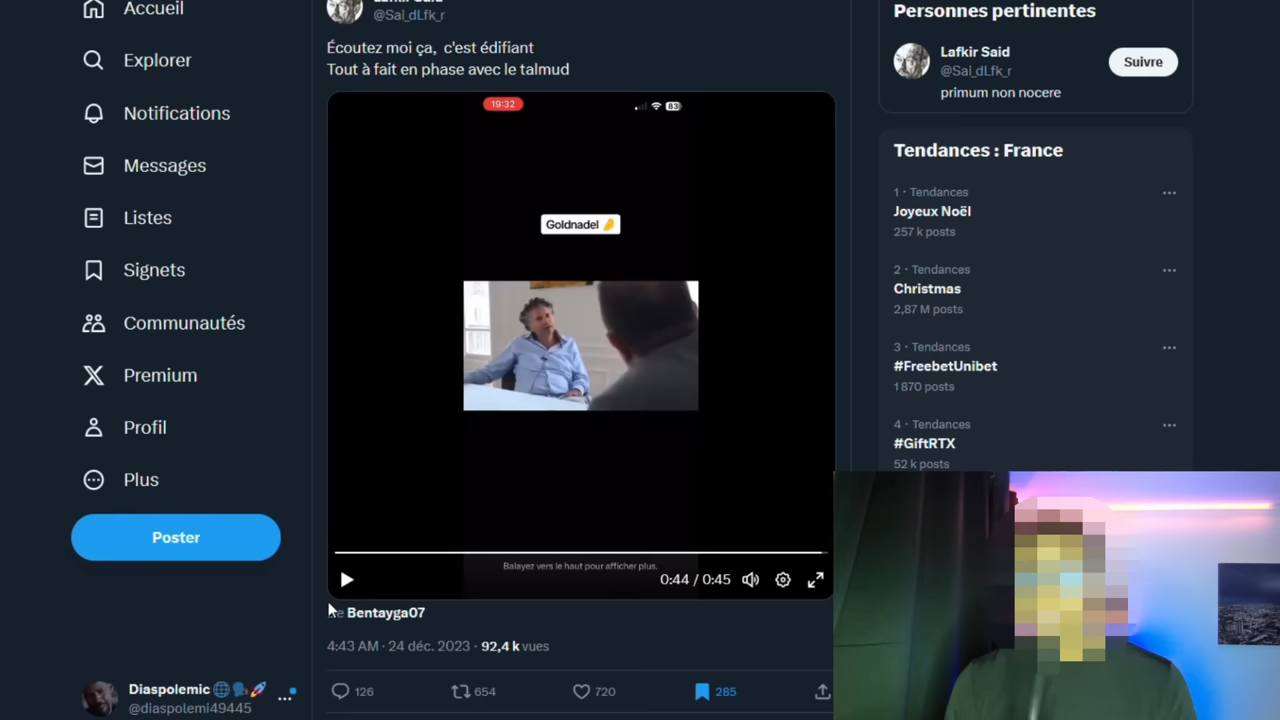 Accueil
Explorer
Notifications
Messages
Listes
Signets
Communautés
Premium
Profil
Plus
Poster
Diaspolemic
@diaspolemi49445
Lafkir Said
@Sai_dLfk_r
Écoutez moi ça, c'est édifiant
Tout à fait en phase avec le talmud
19:32
83
Goldnadel
Balayez vers le haut pour afficher plus.
0:44 / 0:45
De Bentayga07
4:43 AM · 24 déc. 2023 · 92,4 k vues
126 654 720 285
Personnes pertinentes
Lafkir Said
@Sai_dLfk_r
Suivre
primum non nocere
Tendances : France
1 · Tendances
Joyeux Noël
257 k posts
2 · Tendances
Christmas
2,87 M posts
3 · Tendances
#FreebetUnibet
1 870 posts
4 · Tendances
#GiftRTX
52 k posts